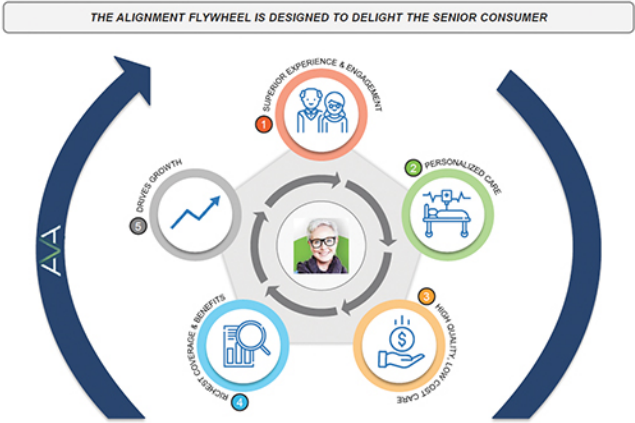 THE ALIGNMENT FLYWHEEL IS DESIGNED TO DELIGHT THE SENIOR CONSUMER
1 SUPERIOR EXPERIENCE & ENGAGEMENT
2 PERSONALIZED CARE
3 HIGH QUALITY, LOW COST CARE
4 RICHEST COVERAGE & BENEFITS
5 DRIVES GROWTH
AVA
$